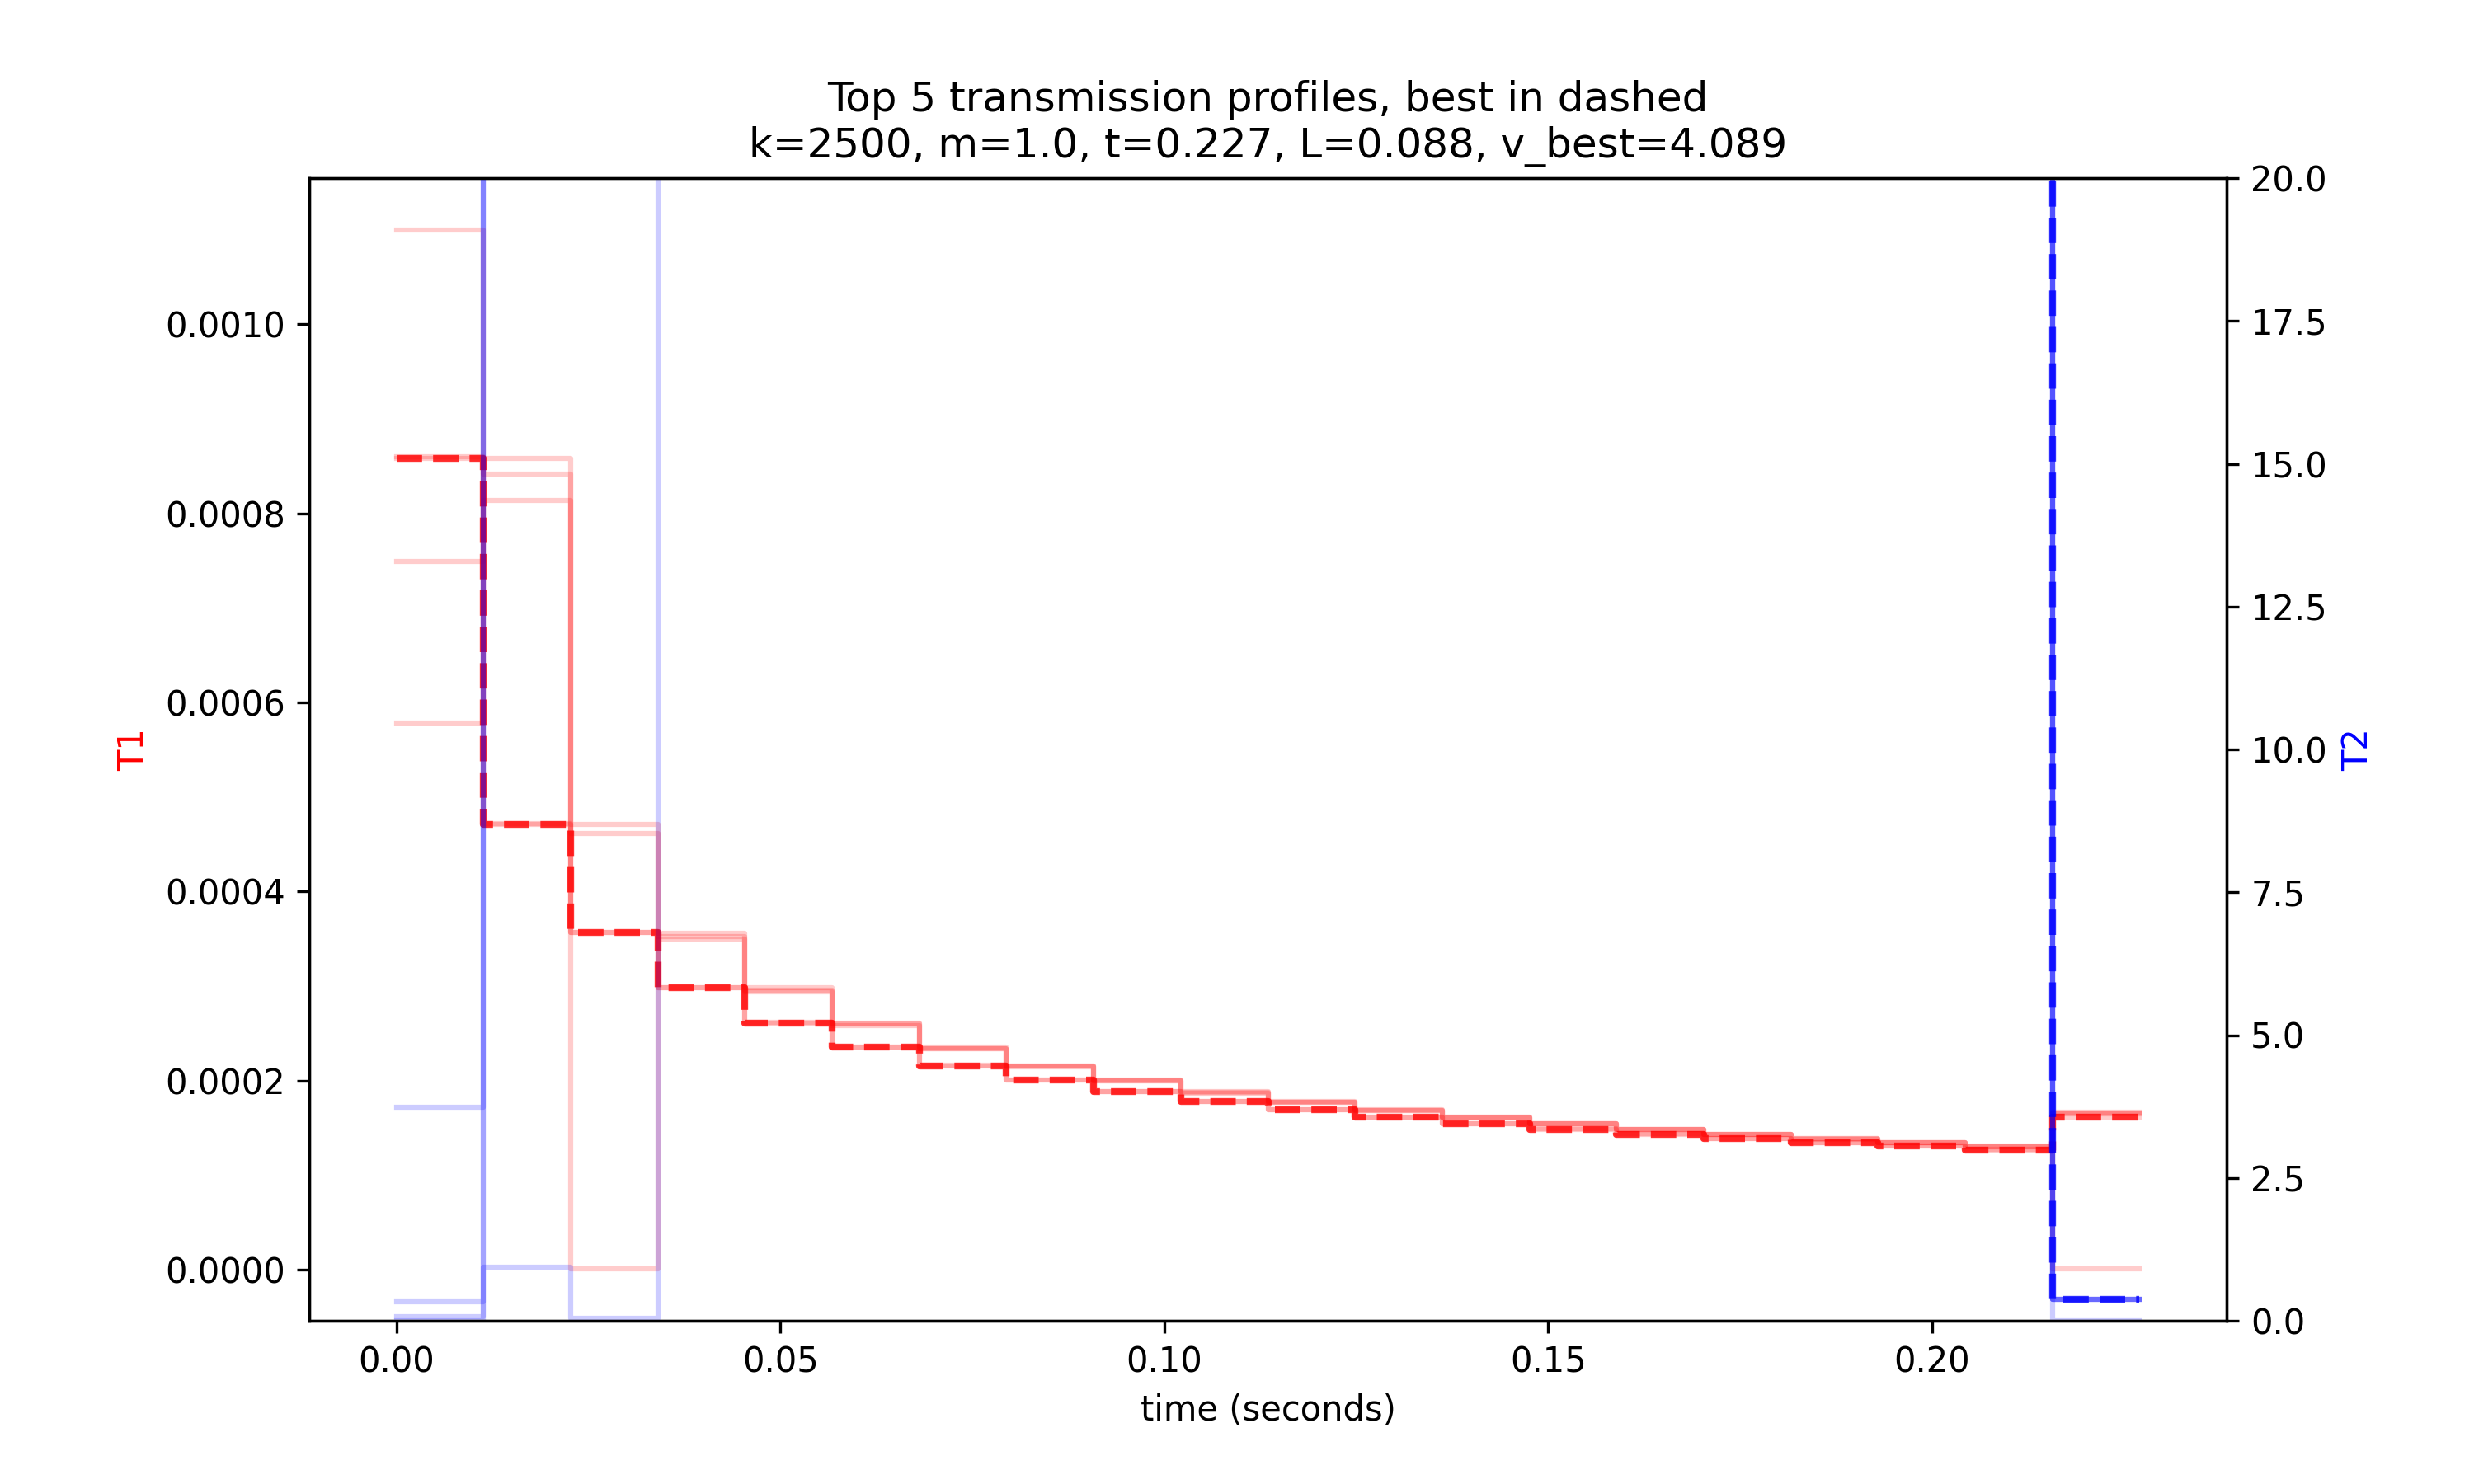 Top 5 transmission profiles, best in dashed
k=2500, m=1.0, t=0.227, L=0.088, v_best=4.089
T1
0.0010
0.0008
0.0006
0.0004
0.0002
0.0000
20.0
17.5
15.0
12.5
10.0
7.5
5.0
2.5
0.0
T2
0.00 0.05 0.10 0.15 0.20
time (seconds)